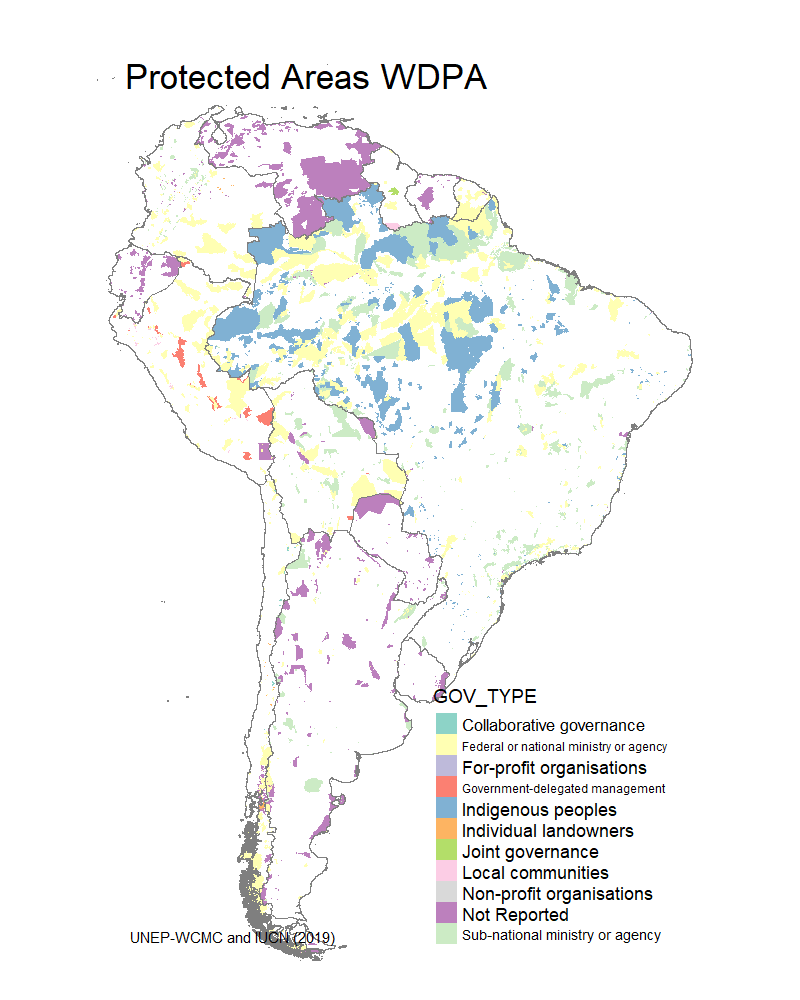 Protected Areas WDPA
GOV_TYPE
Collaborative governance
Federal or national ministry or agency
For-profit organisations
Government-delegated management
Indigenous peoples
Individual landowners
Joint governance
Local communities
Non-profit organisations
Not Reported
Sub-national ministry or agency
UNEP-WCMC and IUCN (2019)